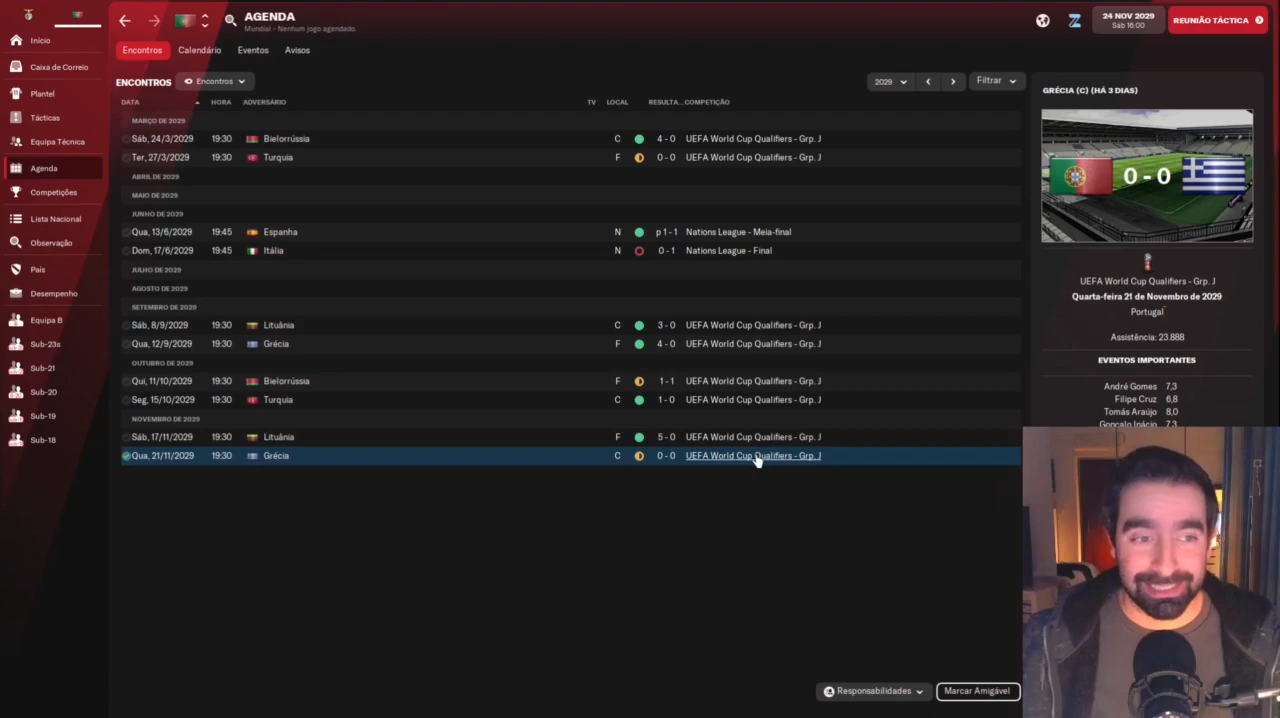 AGENDA
Mundial - Nenhum jogo agendado.
24 NOV 2029
Sáb 16:00
REUNIÃO TÁCTICA
Início
Caixa de Correio
Plantel
Tácticas
Equipa Técnica
Agenda
Competições
Lista Nacional
Observação
País
Desempenho
Equipa B
Sub-23s
Sub-21
Sub-20
Sub-19
Sub-18
Encontros Calendário Eventos Avisos
ENCONTROS Encontros 2029 Filtrar
DATA HORA ADVERSÁRIO TV LOCAL RESULTA... COMPETIÇÃO
MARÇO DE 2029
Sáb, 24/3/2029 19:30 Bielorrússia C 4 - 0 UEFA World Cup Qualifiers - Grp. J
Ter, 27/3/2029 19:30 Turquia F 0 - 0 UEFA World Cup Qualifiers - Grp. J
ABRIL DE 2029
MAIO DE 2029
JUNHO DE 2029
Qua, 13/6/2029 19:45 Espanha N p 1 - 1 Nations League - Meia-final
Dom, 17/6/2029 19:45 Itália N 0 - 1 Nations League - Final
JULHO DE 2029
AGOSTO DE 2029
SETEMBRO DE 2029
Sáb, 8/9/2029 19:30 Lituânia C 3 - 0 UEFA World Cup Qualifiers - Grp. J
Qua, 12/9/2029 19:30 Grécia F 4 - 0 UEFA World Cup Qualifiers - Grp. J
OUTUBRO DE 2029
Qui, 11/10/2029 19:30 Bielorrússia F 1 - 1 UEFA World Cup Qualifiers - Grp. J
Seg, 15/10/2029 19:30 Turquia C 1 - 0 UEFA World Cup Qualifiers - Grp. J
NOVEMBRO DE 2029
Sáb, 17/11/2029 19:30 Lituânia F 5 - 0 UEFA World Cup Qualifiers - Grp. J
Qua, 21/11/2029 19:30 Grécia C 0 - 0 UEFA World Cup Qualifiers - Grp. J
Responsabilidades Marcar Amigável
GRÉCIA (C) (HÁ 3 DIAS)
0 - 0
UEFA World Cup Qualifiers - Grp. J
Quarta-feira 21 de Novembro de 2029
Portugal
Assistência: 23.888
EVENTOS IMPORTANTES
André Gomes 7,3
Filipe Cruz 6,8
Tomás Araújo 8,0
Gonçalo Inácio 7,3